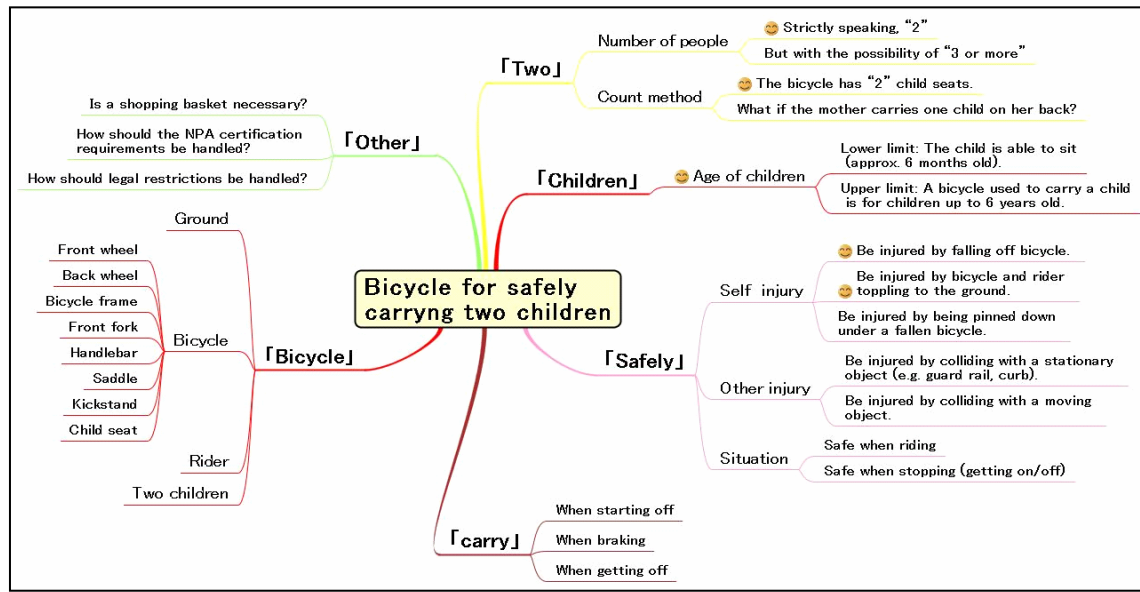 Bicycle for safely
carryng two children
「Two」
Number of people
Strictly speaking, “2”
But with the possibility of “3 or more”
Count method
The bicycle has “2” child seats.
What if the mother carries one child on her back?
「Children」
Age of children
Lower limit: The child is able to sit
(approx. 6 months old).
Upper limit: A bicycle used to carry a child
is for children up to 6 years old.
「Safely」
Self injury
Be injured by falling off bicycle.
Be injured by bicycle and rider
toppling to the ground.
Be injured by being pinned down
under a fallen bicycle.
Other injury
Be injured by colliding with a stationary
object (e.g. guard rail, curb).
Be injured by colliding with a moving
object.
Situation
Safe when riding
Safe when stopping (getting on/off)
「carry」
When starting off
When braking
When getting off
「Bicycle」
Ground
Bicycle
Front wheel
Back wheel
Bicycle frame
Front fork
Handlebar
Saddle
Kickstand
Child seat
Rider
Two children
「Other」
Is a shopping basket necessary?
How should the NPA certification
requirements be handled?
How should legal restrictions be handled?